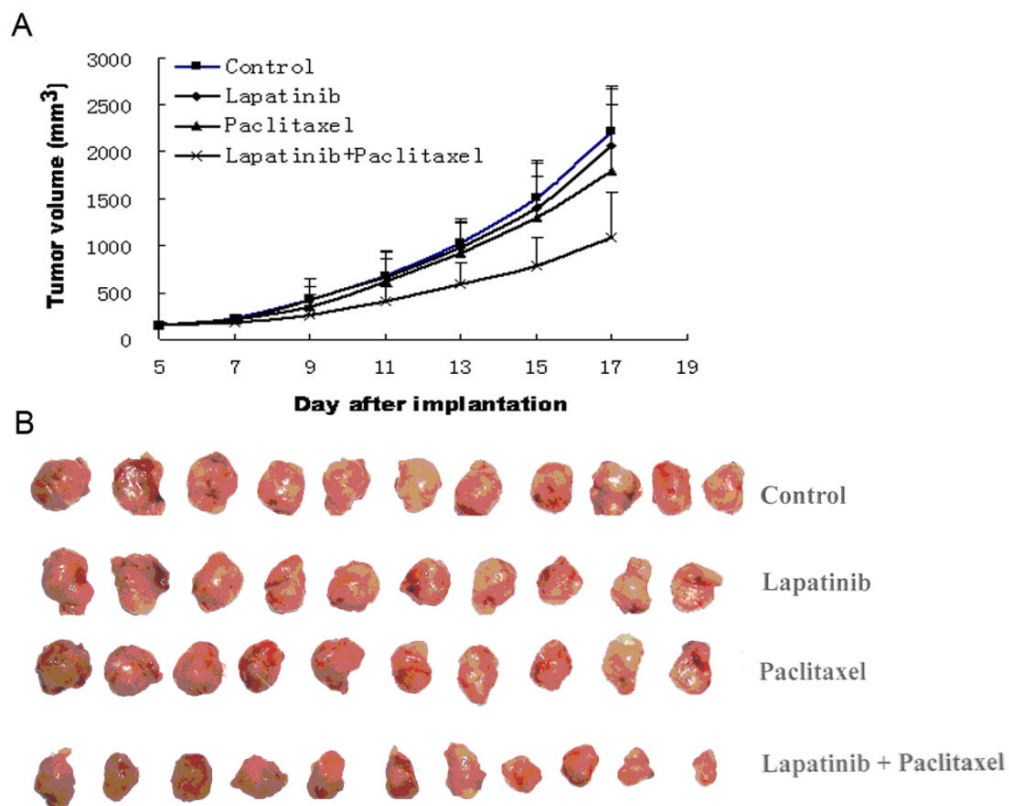 A
Tumor volume (mm³)
3000
2500
2000
1500
1000
500
0
Control
Lapatinib
Paclitaxel
Lapatinib+Paclitaxel
5 7 9 11 13 15 17 19
Day after implantation
B
Control
Lapatinib
Paclitaxel
Lapatinib + Paclitaxel